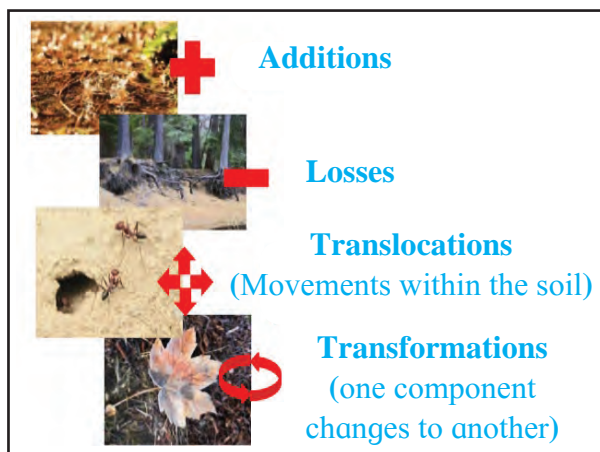 Additions
Losses
Translocations
(Movements within the soil)
Transformations
(one component
changes to another)